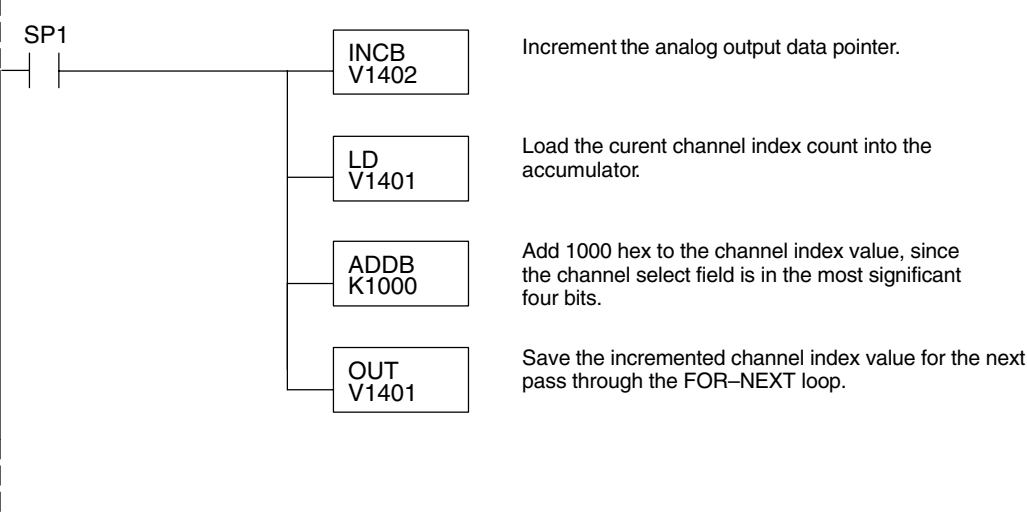 SP1
INCB
V1402
Increment the analog output data pointer.
LD
V1401
Load the curent channel index count into the
accumulator.
ADDB
K1000
Add 1000 hex to the channel index value, since
the channel select field is in the most significant
four bits.
OUT
V1401
Save the incremented channel index value for the next
pass through the FOR–NEXT loop.